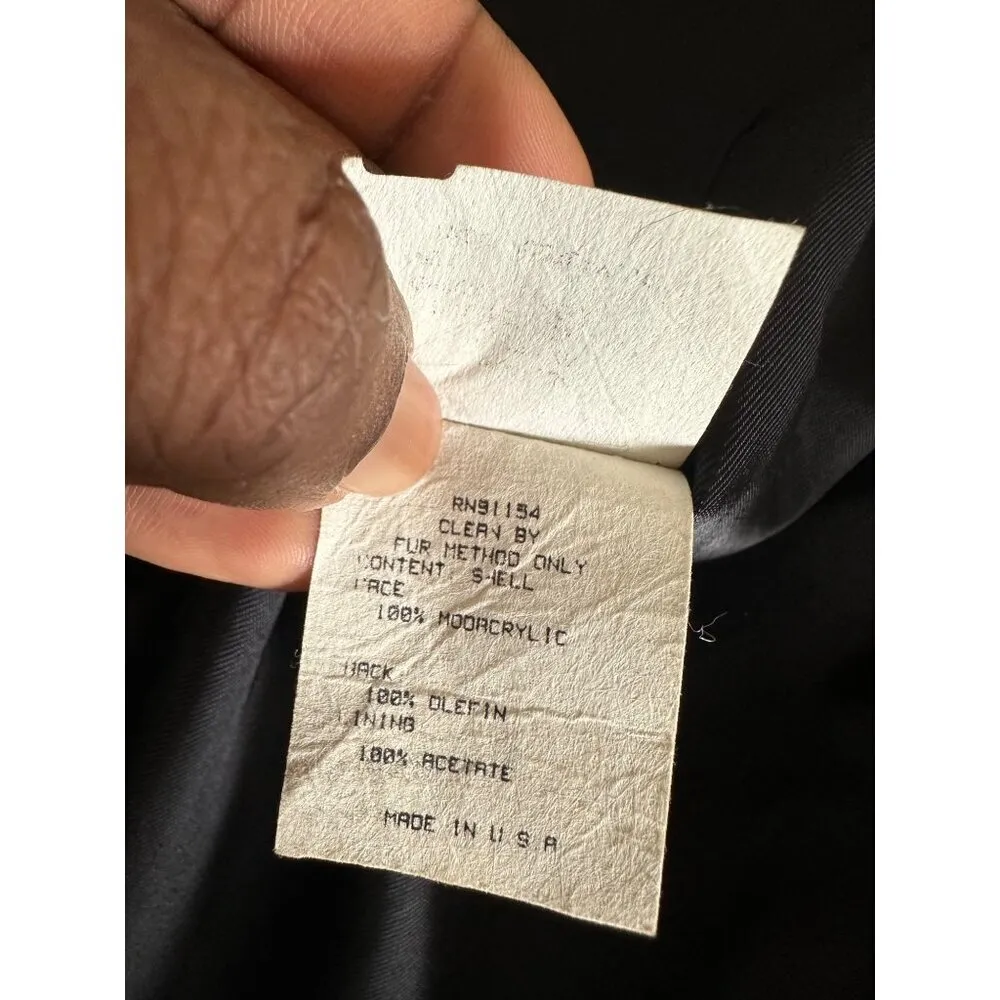 RN91154
CLEAN BY
FUR METHOD ONLY
CONTENT SHELL
FACE
100% MODACRYLIC
BACK
100% OLEFIN
LINING
100% ACETATE
MADE IN U S A